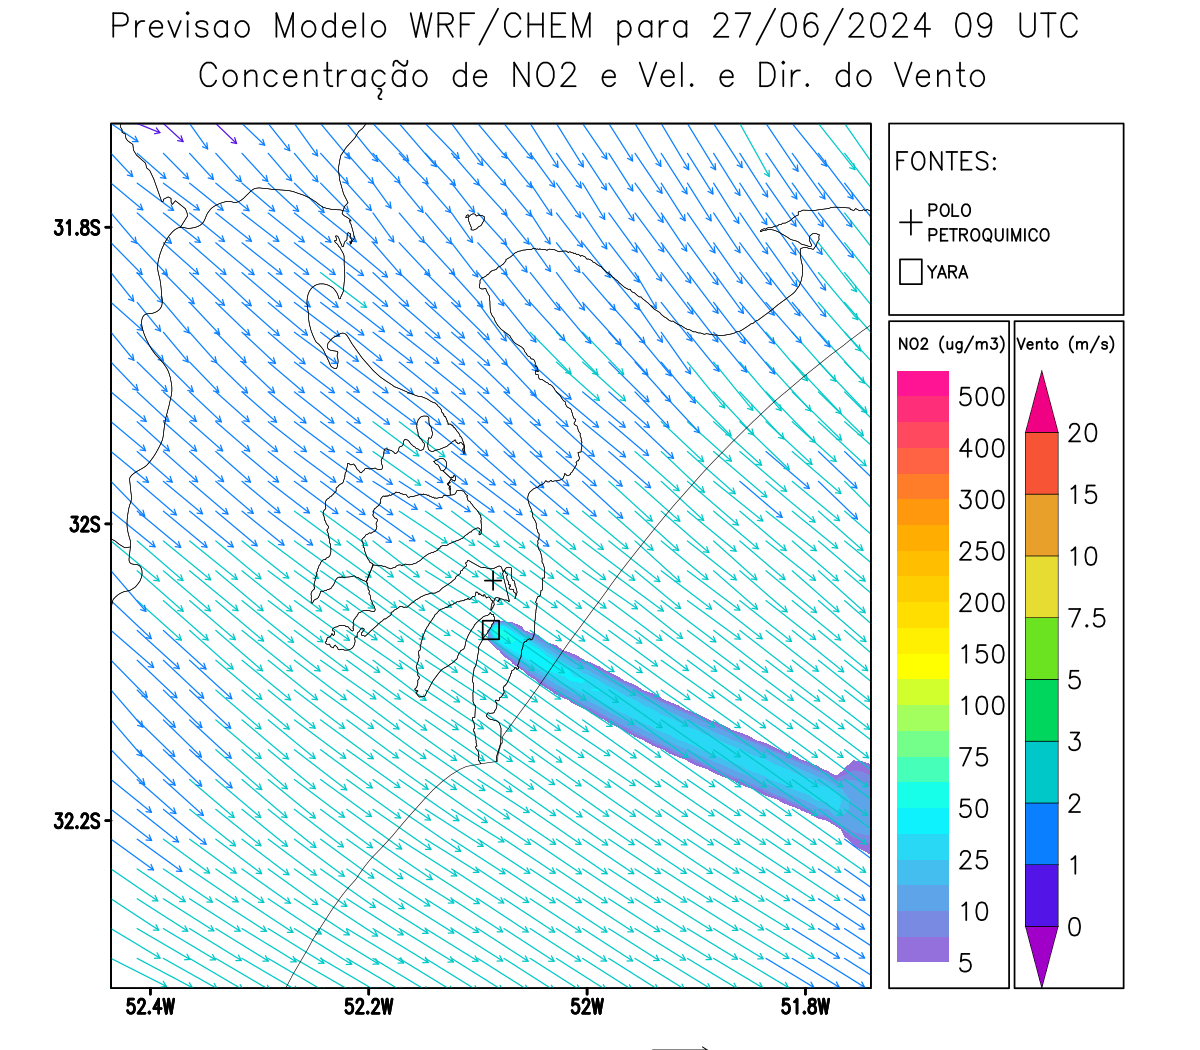 Previsao Modelo WRF/CHEM para 27/06/2024 09 UTC
Concentração de NO2 e Vel. e Dir. do Vento
FONTES:
POLO
PETROQUIMICO
YARA
NO2 (ug/m3)
500
400
300
250
200
150
100
75
50
25
10
5
Vento (m/s)
20
15
10
7.5
5
3
2
1
0
31.8S
32S
32.2S
52.4W
52.2W
52W
51.8W